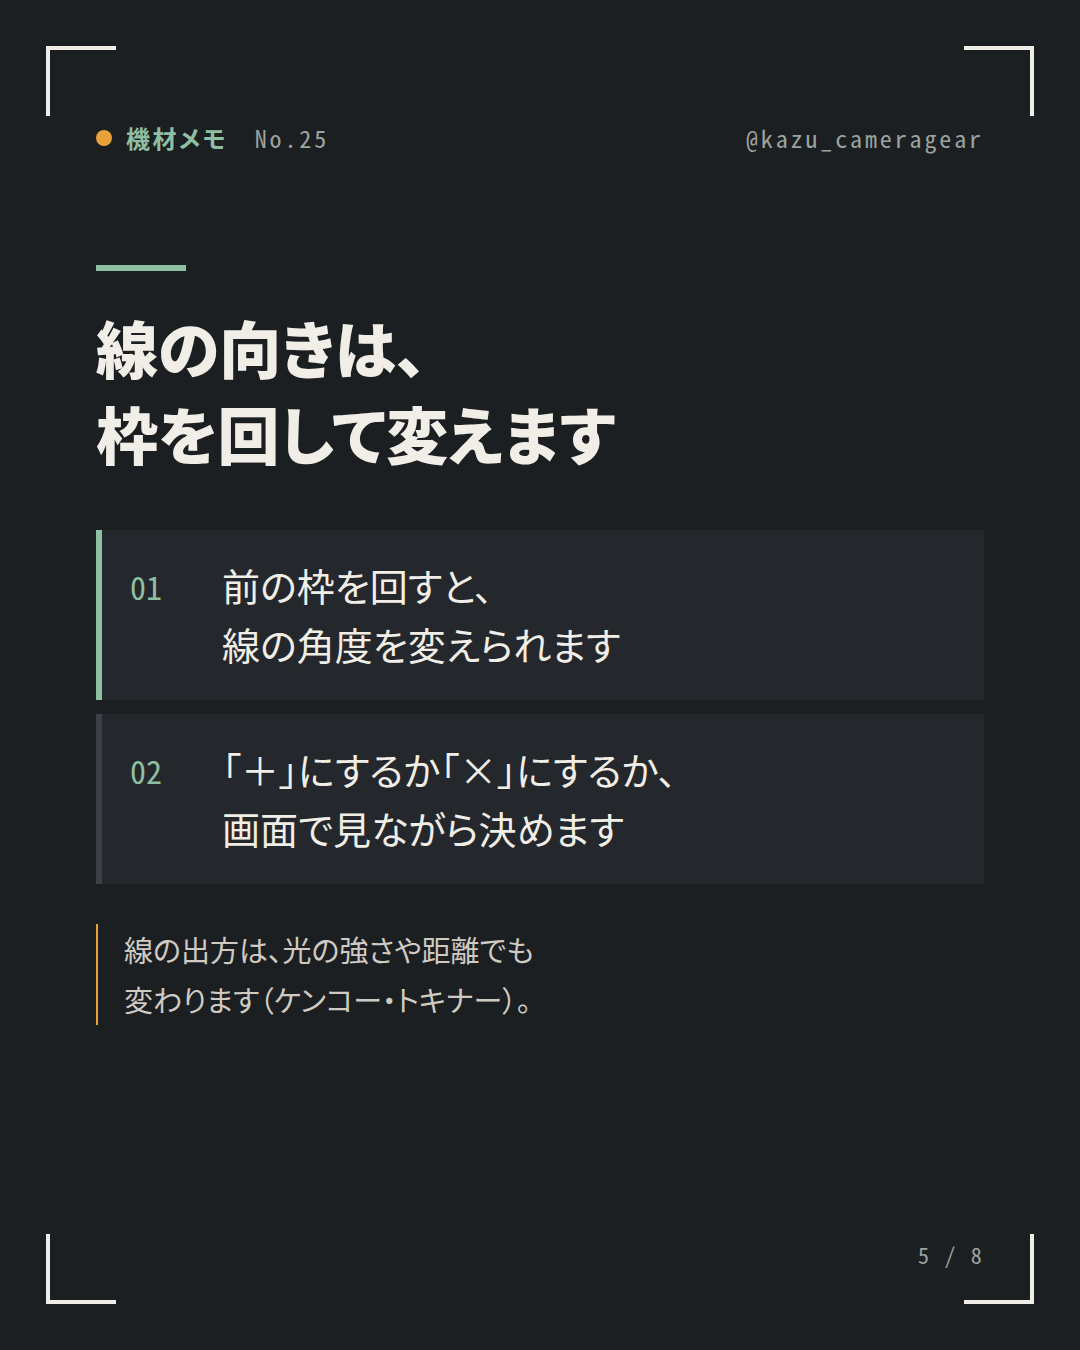 機材メモ No.25
@kazu_cameragear
線の向きは、
枠を回して変えます
01
前の枠を回すと、
線の角度を変えられます
02
「＋」にするか「×」にするか、
画面で見ながら決めます
線の出方は、光の強さや距離でも
変わります（ケンコー・トキナー）。
5 / 8